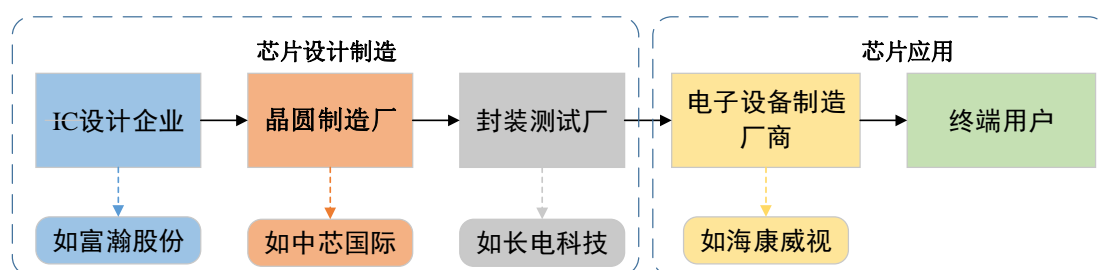 芯片设计制造
芯片应用
IC设计企业
晶圆制造厂
封装测试厂
电子设备制造
厂商
终端用户
如富瀚股份
如中芯国际
如长电科技
如海康威视